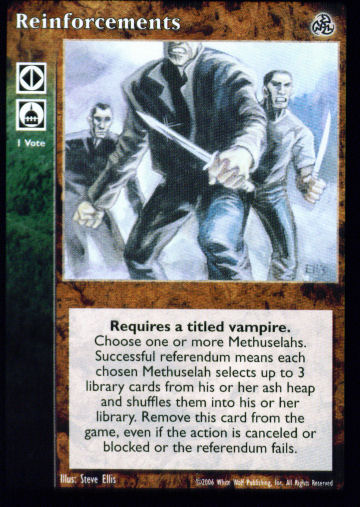 Reinforcements
1 Vote
Ellis
Requires a titled vampire.
Choose one or more Methuselahs.
Successful referendum means each
chosen Methuselah selects up to 3
library cards from his or her ash heap
and shuffles them into his or her
library. Remove this card from the
game, even if the action is canceled or
blocked or the referendum fails.
Illus: Steve Ellis
©2006 White Wolf Publishing, Inc. All Rights Reserved